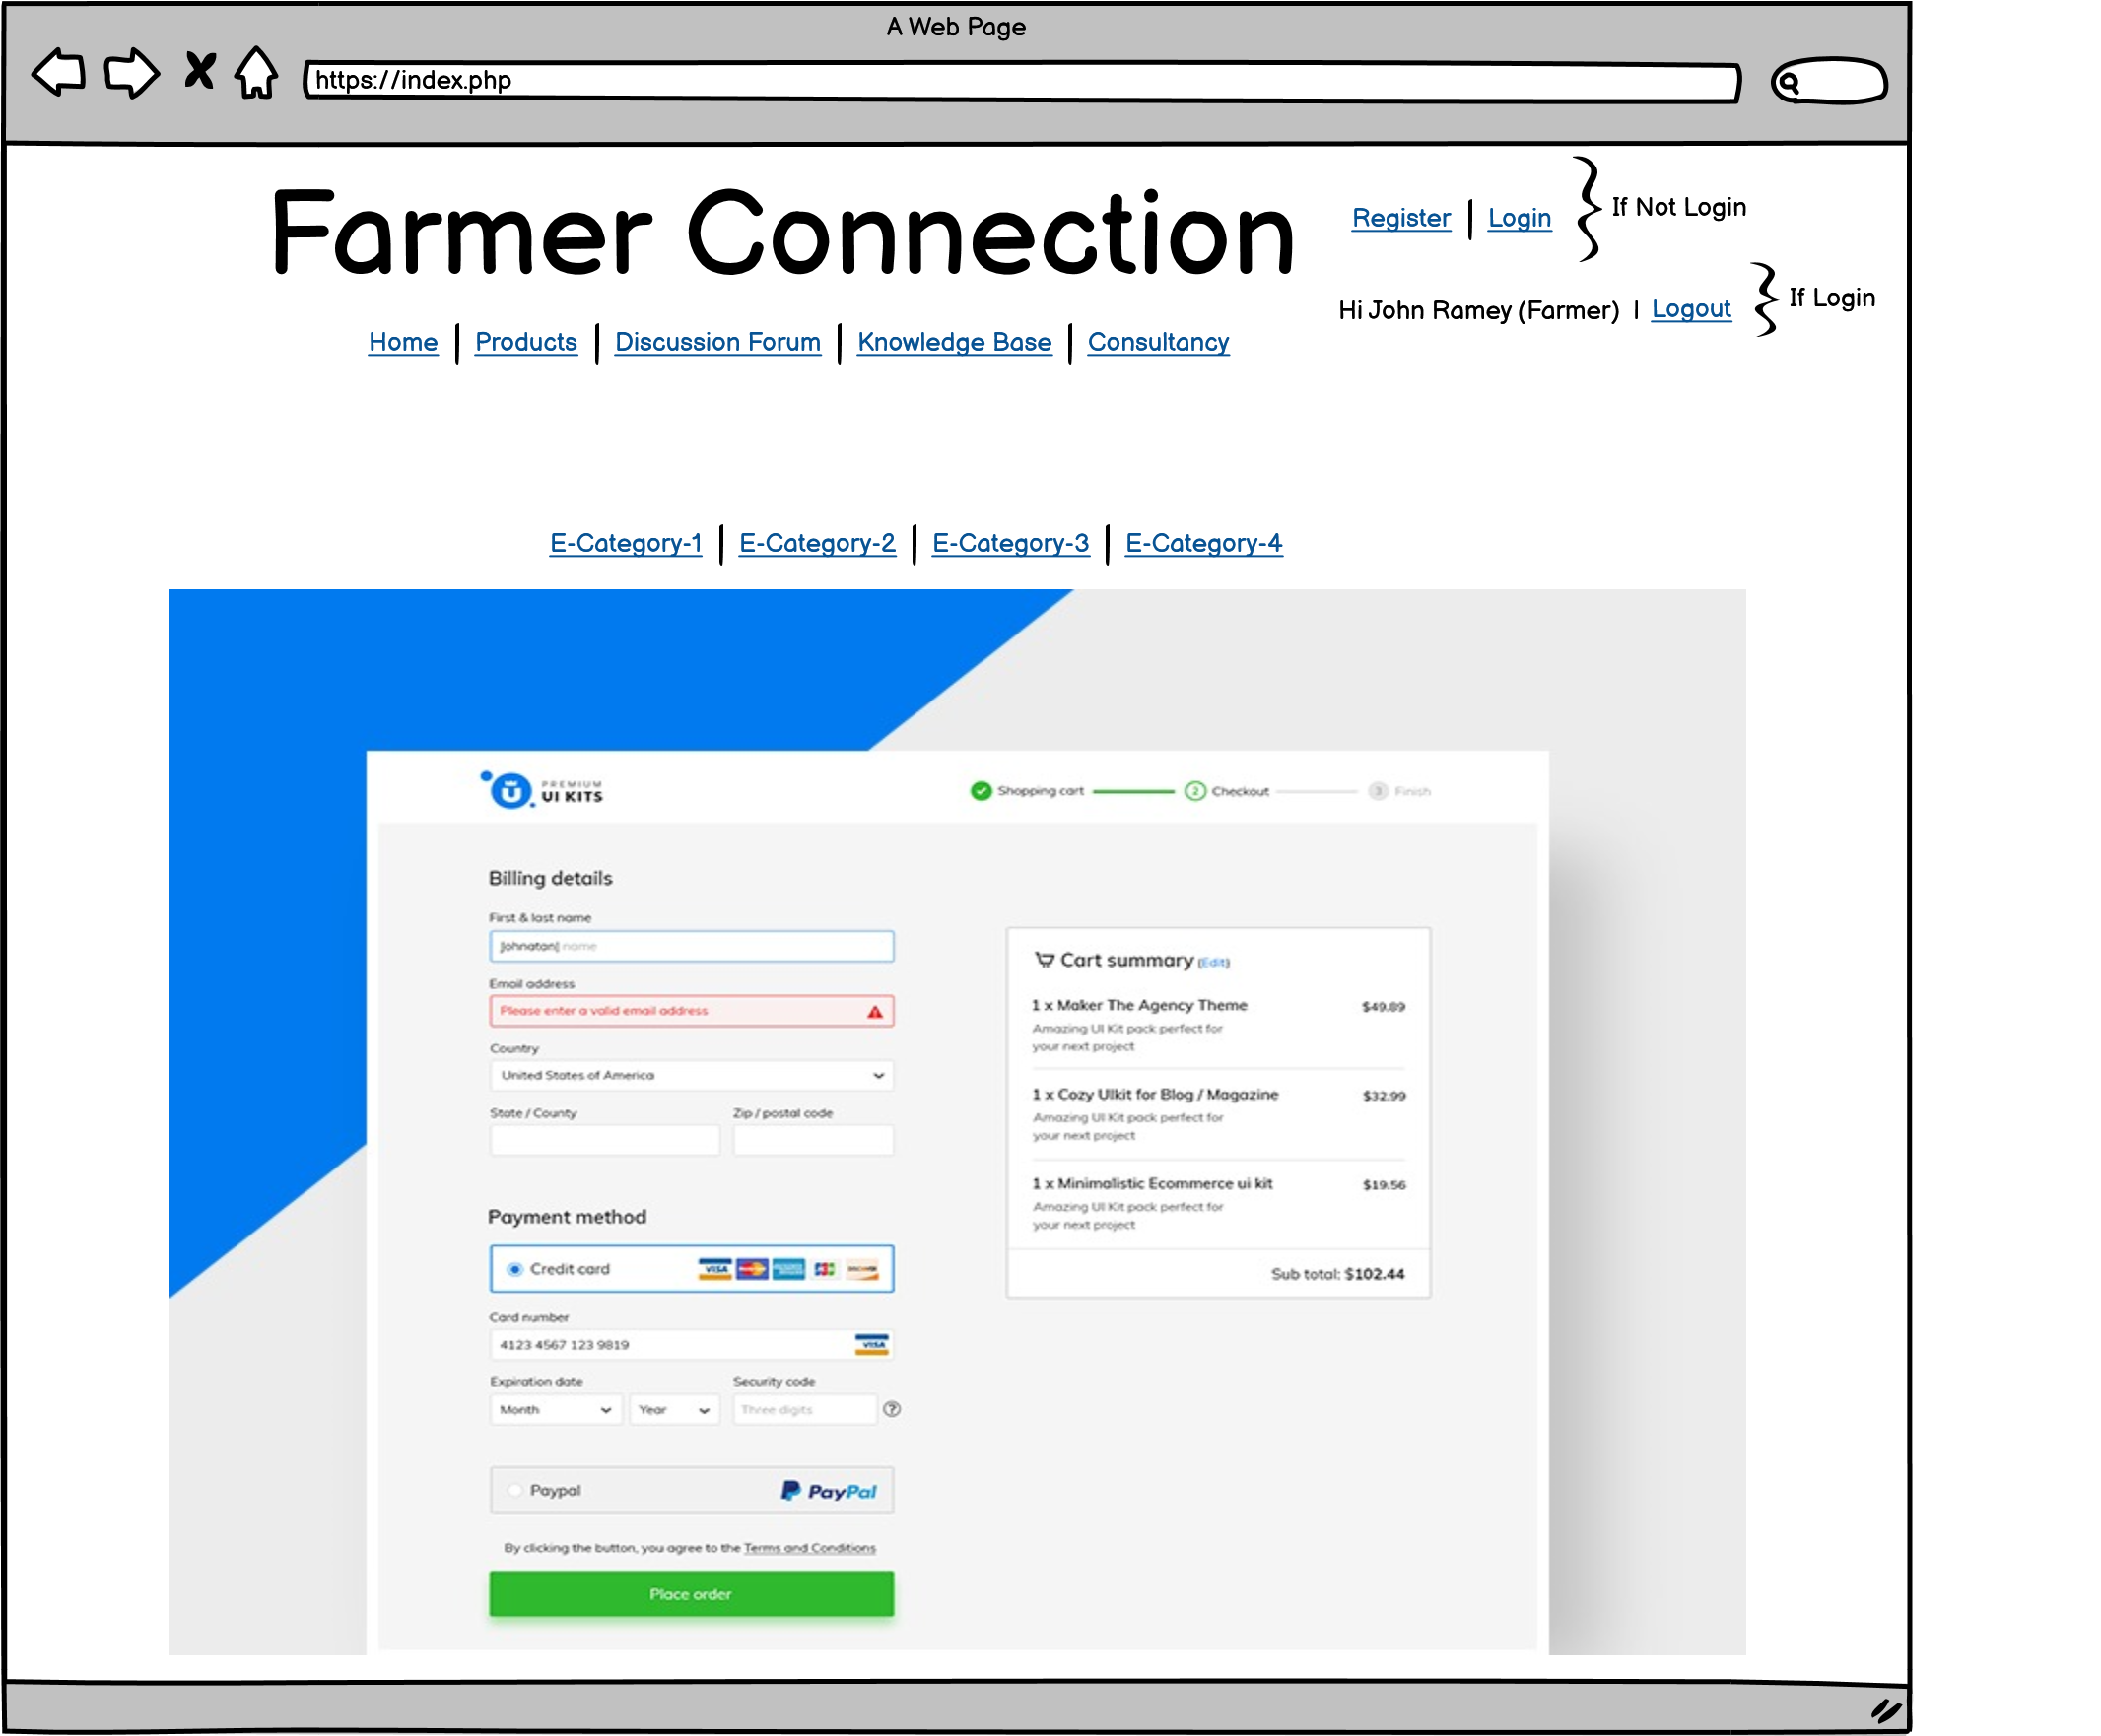 A Web Page
https://index.php
Farmer Connection
Register | Login
If Not Login
Hi John Ramey (Farmer) | Logout
If Login
Home | Products | Discussion Forum | Knowledge Base | Consultancy
E-Category-1 | E-Category-2 | E-Category-3 | E-Category-4
PREMIUM
UI KITS
Shopping cart
2 Checkout
3 Finish
Billing details
First & last name
Johnatan| name
Email address
Please enter a valid email address
Country
United States of America
State / County
Zip / postal code
Payment method
Credit card
VISA
Card number
4123 4567 123 9819
VISA
Expiration date
Security code
Month
Year
Three digits
?
Paypal
PayPal
By clicking the button, you agree to the Terms and Conditions
Place order
Cart summary (Edit)
1 x Maker The Agency Theme $49.89
Amazing UI Kit pack perfect for
your next project
1 x Cozy UIkit for Blog / Magazine $32.99
Amazing UI Kit pack perfect for
your next project
1 x Minimalistic Ecommerce ui kit $19.56
Amazing UI Kit pack perfect for
your next project
Sub total: $102.44